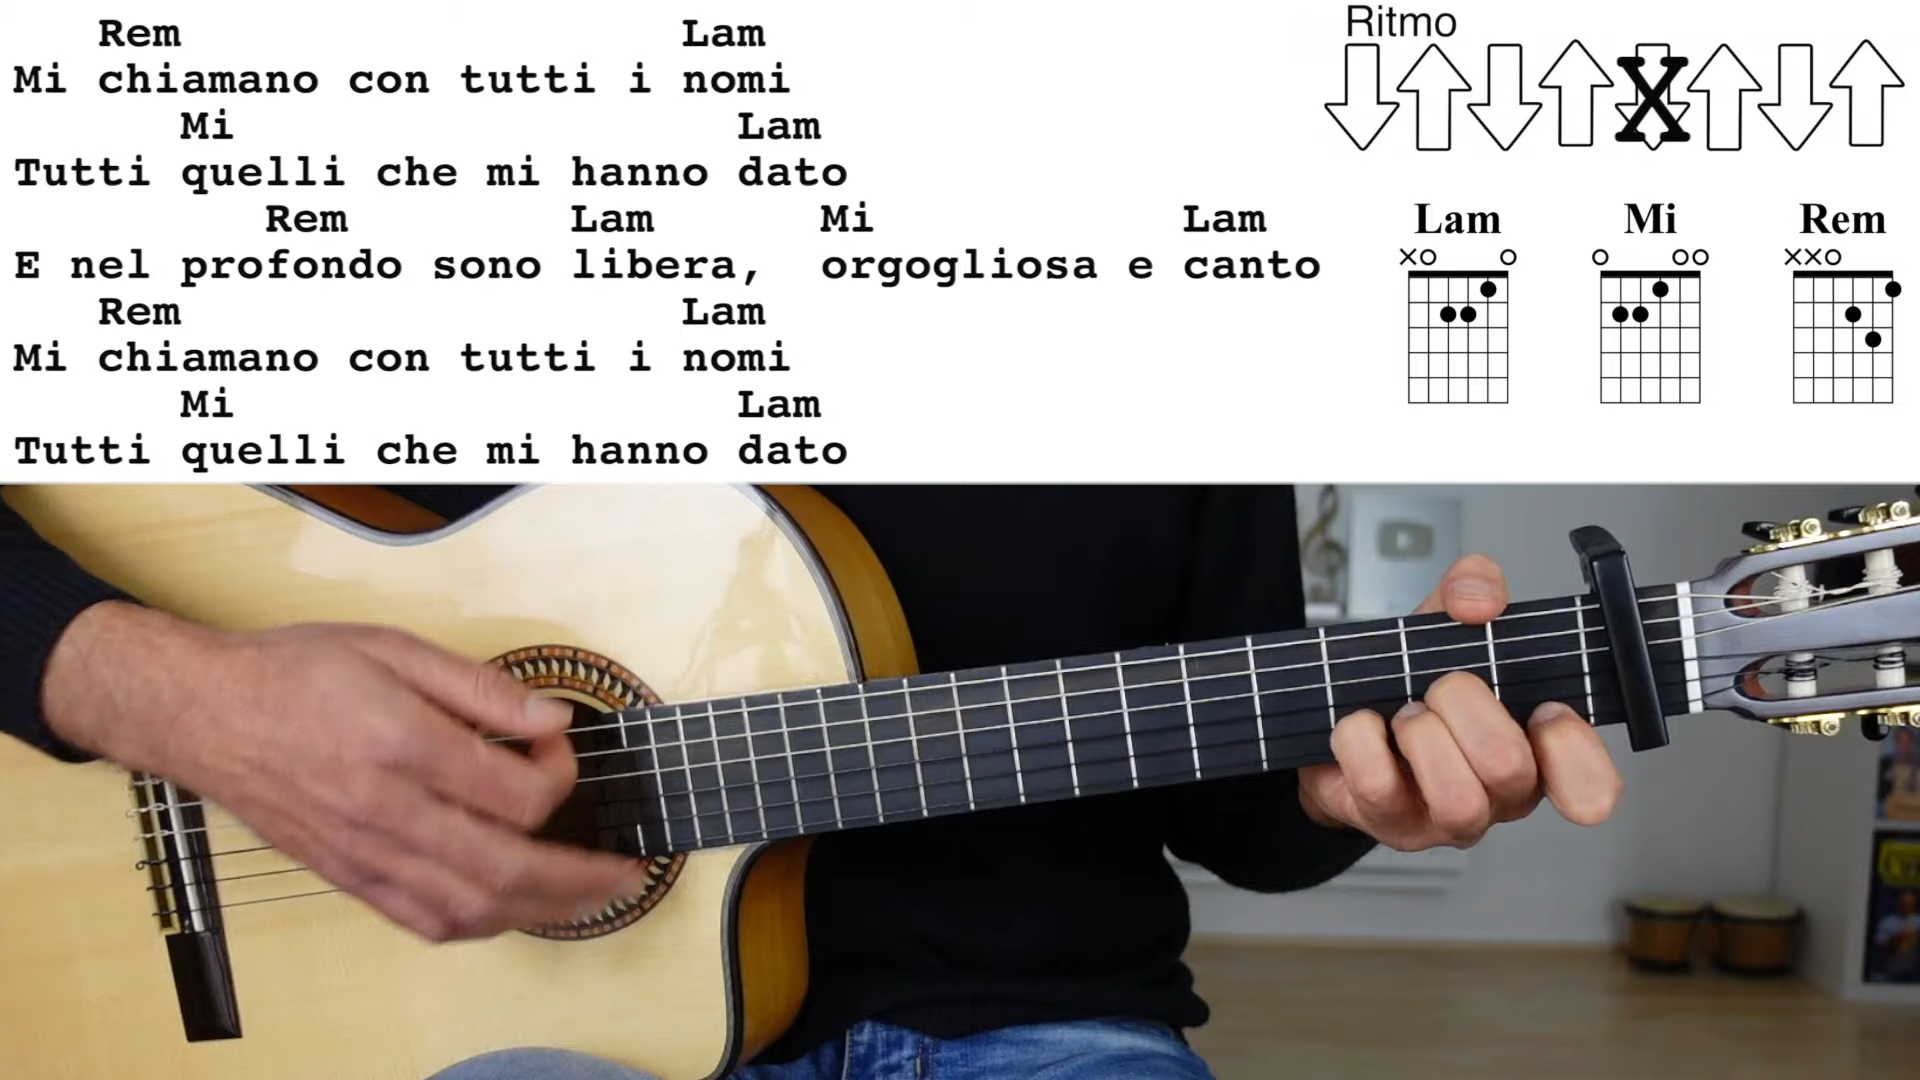 Rem Lam
Mi chiamano con tutti i nomi
Mi Lam
Tutti quelli che mi hanno dato
Rem Lam Mi Lam
E nel profondo sono libera, orgogliosa e canto
Rem Lam
Mi chiamano con tutti i nomi
Mi Lam
Tutti quelli che mi hanno dato
Ritmo
X
Lam Mi Rem
×o o o oo ××o